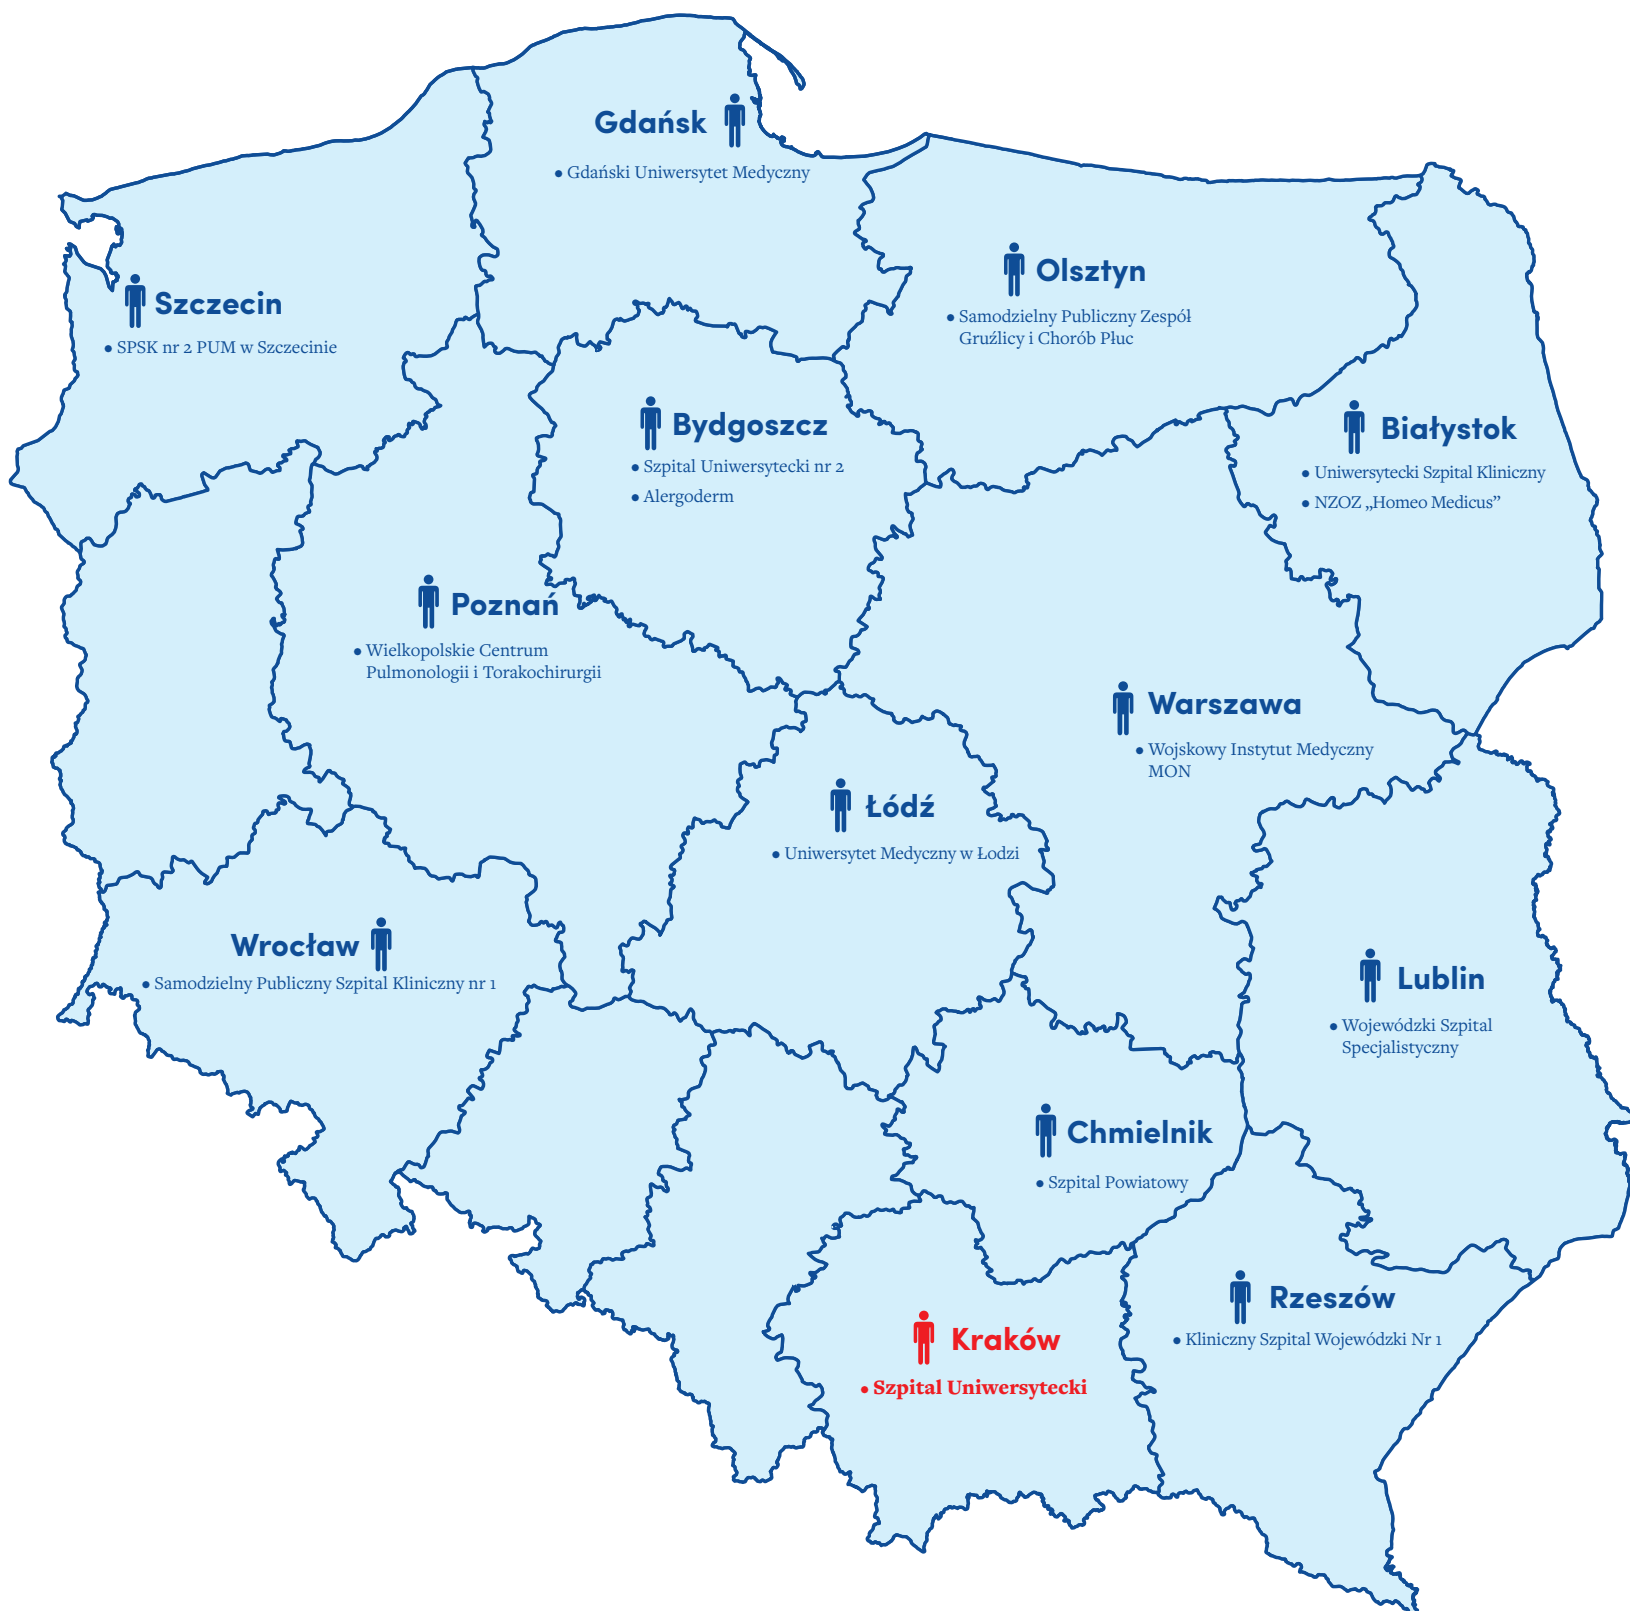 Gdańsk
• Gdański Uniwersytet Medyczny
Olsztyn
• Samodzielny Publiczny Zespół
Gruźlicy i Chorób Płuc
Szczecin
• SPSK nr 2 PUM w Szczecinie
Bydgoszcz
• Szpital Uniwersytecki nr 2
• Alergoderm
Białystok
• Uniwersytecki Szpital Kliniczny
• NZOZ „Homeo Medicus”
Poznań
• Wielkopolskie Centrum
Pulmonologii i Torakochirurgii
Warszawa
• Wojskowy Instytut Medyczny
MON
Łódź
• Uniwersytet Medyczny w Łodzi
Wrocław
• Samodzielny Publiczny Szpital Kliniczny nr 1
Lublin
• Wojewódzki Szpital
Specjalistyczny
Chmielnik
• Szpital Powiatowy
Rzeszów
• Kliniczny Szpital Wojewódzki Nr 1
Kraków
• Szpital Uniwersytecki